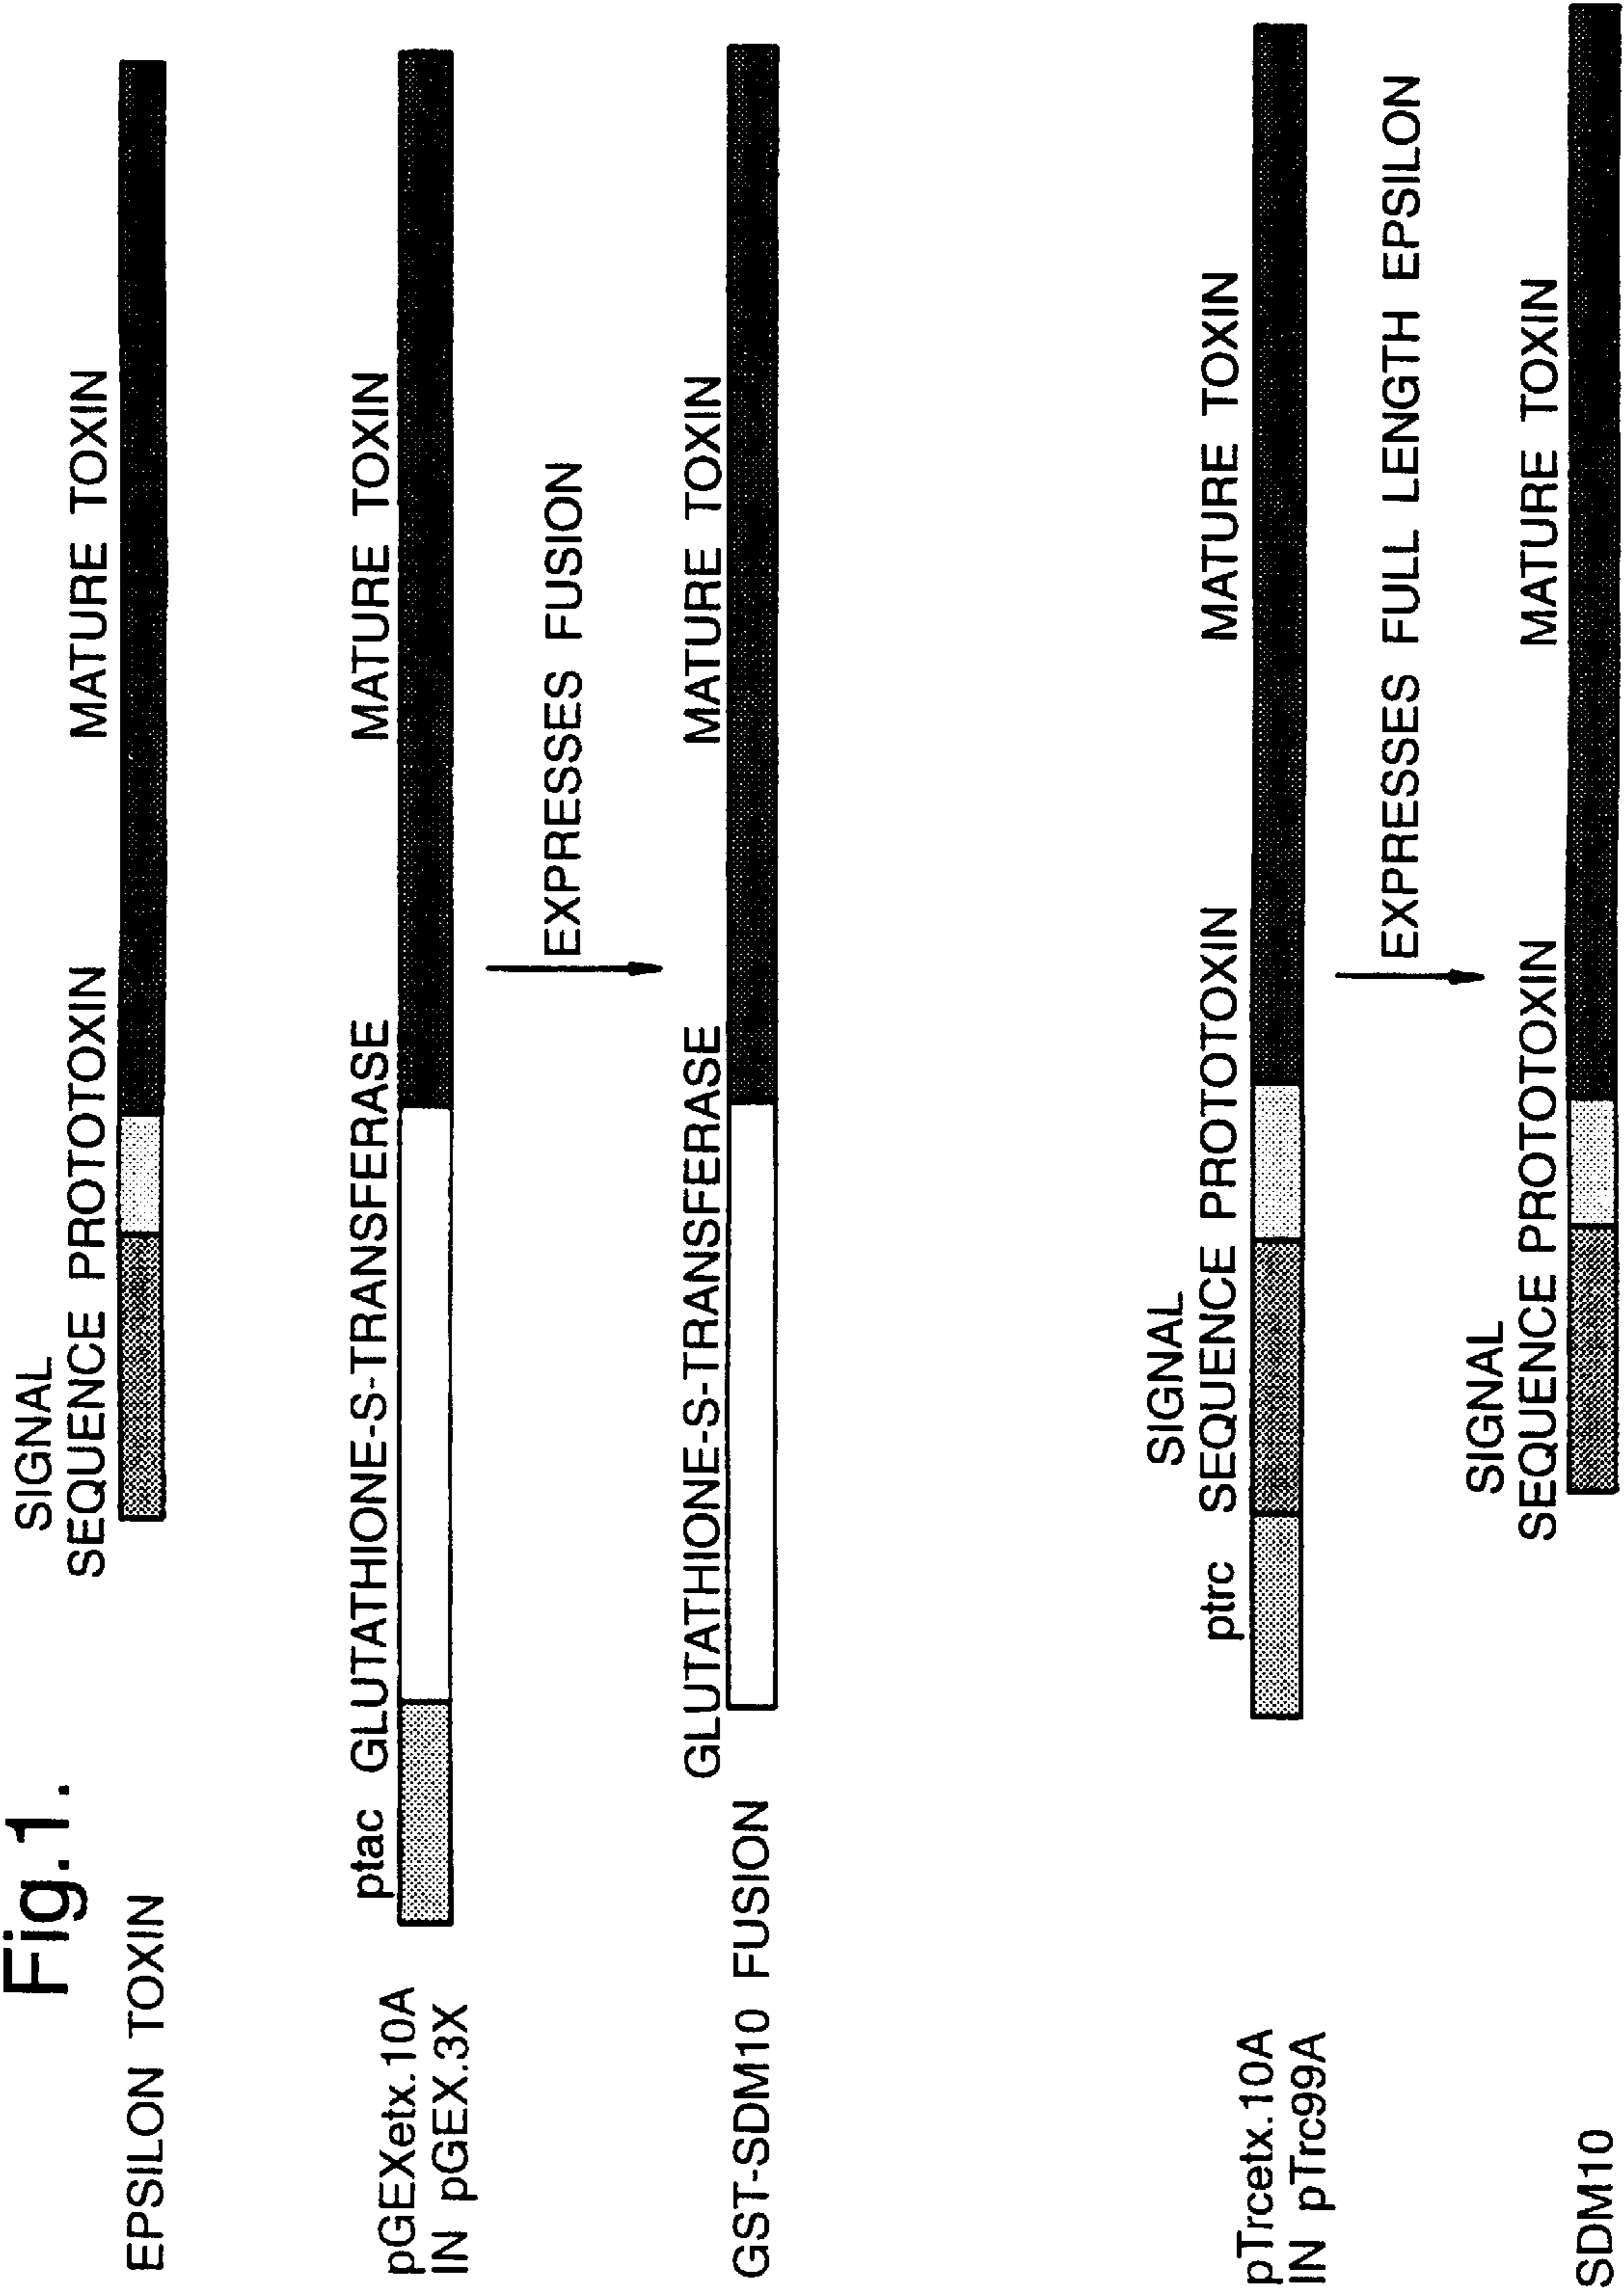 Fig.1.
SIGNAL
SEQUENCE PROTOTOXIN
MATURE TOXIN
EPSILON TOXIN
ptac GLUTATHIONE-S-TRANSFERASE
MATURE TOXIN
pGEXetx.10A
IN pGEX.3X
EXPRESSES FUSION
GLUTATHIONE-S-TRANSFERASE
MATURE TOXIN
GST-SDM10 FUSION
SIGNAL
ptrc SEQUENCE PROTOTOXIN
MATURE TOXIN
pTrcetx.10A
IN pTrc99A
EXPRESSES FULL LENGTH EPSILON
SIGNAL
SEQUENCE PROTOTOXIN
MATURE TOXIN
SDM10